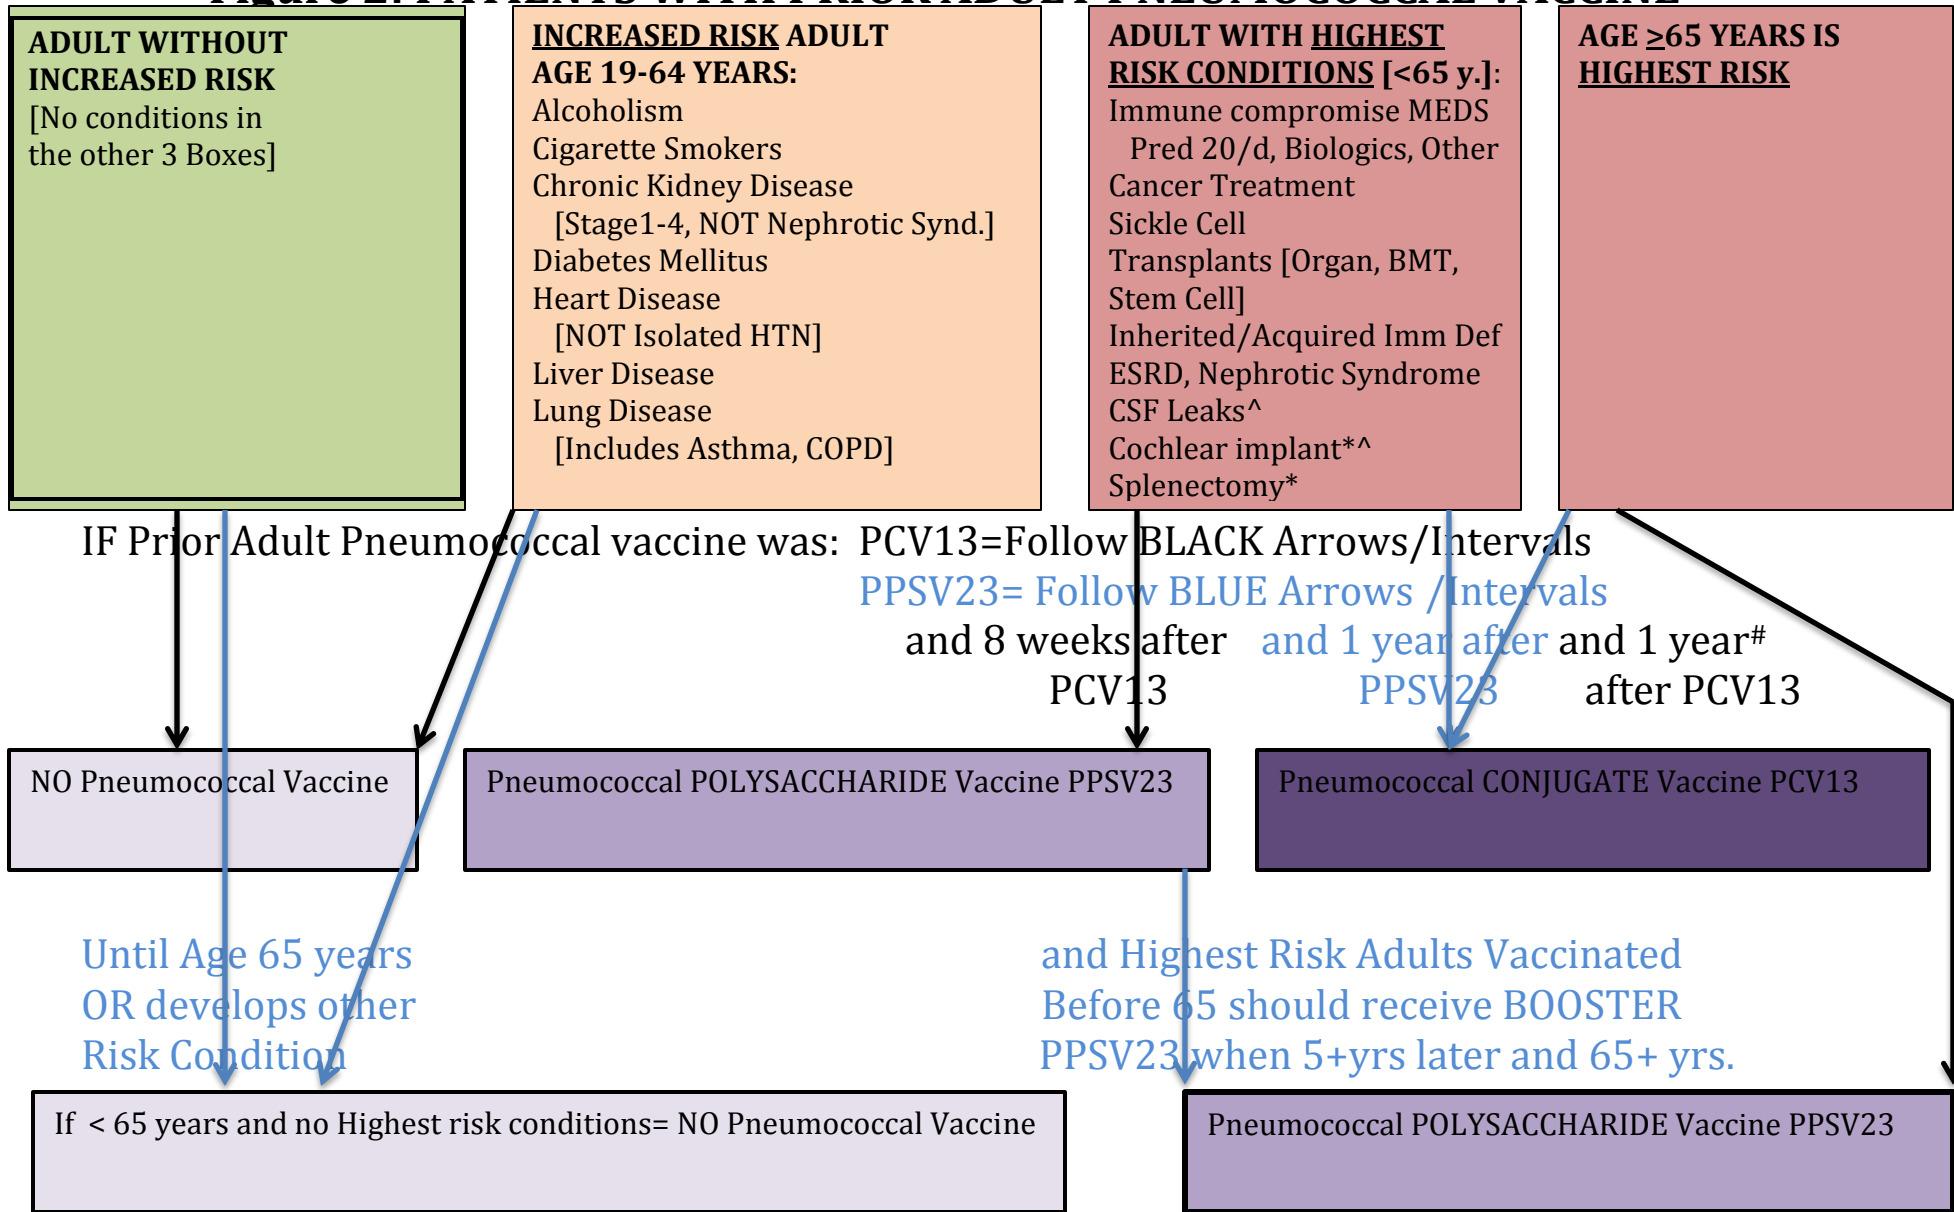 Figure 2. PATIENTS WITH PRIOR ADULT PNEUMOCOCCAL VACCINE
ADULT WITHOUT
INCREASED RISK
[No conditions in
the other 3 Boxes]
INCREASED RISK ADULT
AGE 19-64 YEARS:
Alcoholism
Cigarette Smokers
Chronic Kidney Disease
[Stage1-4, NOT Nephrotic Synd.]
Diabetes Mellitus
Heart Disease
[NOT Isolated HTN]
Liver Disease
Lung Disease
[Includes Asthma, COPD]
ADULT WITH HIGHEST
RISK CONDITIONS [<65 y.]:
Immune compromise MEDS
Pred 20/d, Biologics, Other
Cancer Treatment
Sickle Cell
Transplants [Organ, BMT,
Stem Cell]
Inherited/Acquired Imm Def
ESRD, Nephrotic Syndrome
CSF Leaks^
Cochlear implant*^
Splenectomy*
AGE ≥65 YEARS IS
HIGHEST RISK
IF Prior Adult Pneumococcal vaccine was: PCV13=Follow BLACK Arrows/Intervals
PPSV23= Follow BLUE Arrows /Intervals
and 8 weeks after
PCV13
and 1 year after
PPSV23
and 1 year#
after PCV13
NO Pneumococcal Vaccine
Pneumococcal POLYSACCHARIDE Vaccine PPSV23
Pneumococcal CONJUGATE Vaccine PCV13
Until Age 65 years
OR develops other
Risk Condition
and Highest Risk Adults Vaccinated
Before 65 should receive BOOSTER
PPSV23 when 5+yrs later and 65+ yrs.
If < 65 years and no Highest risk conditions= NO Pneumococcal Vaccine
Pneumococcal POLYSACCHARIDE Vaccine PPSV23